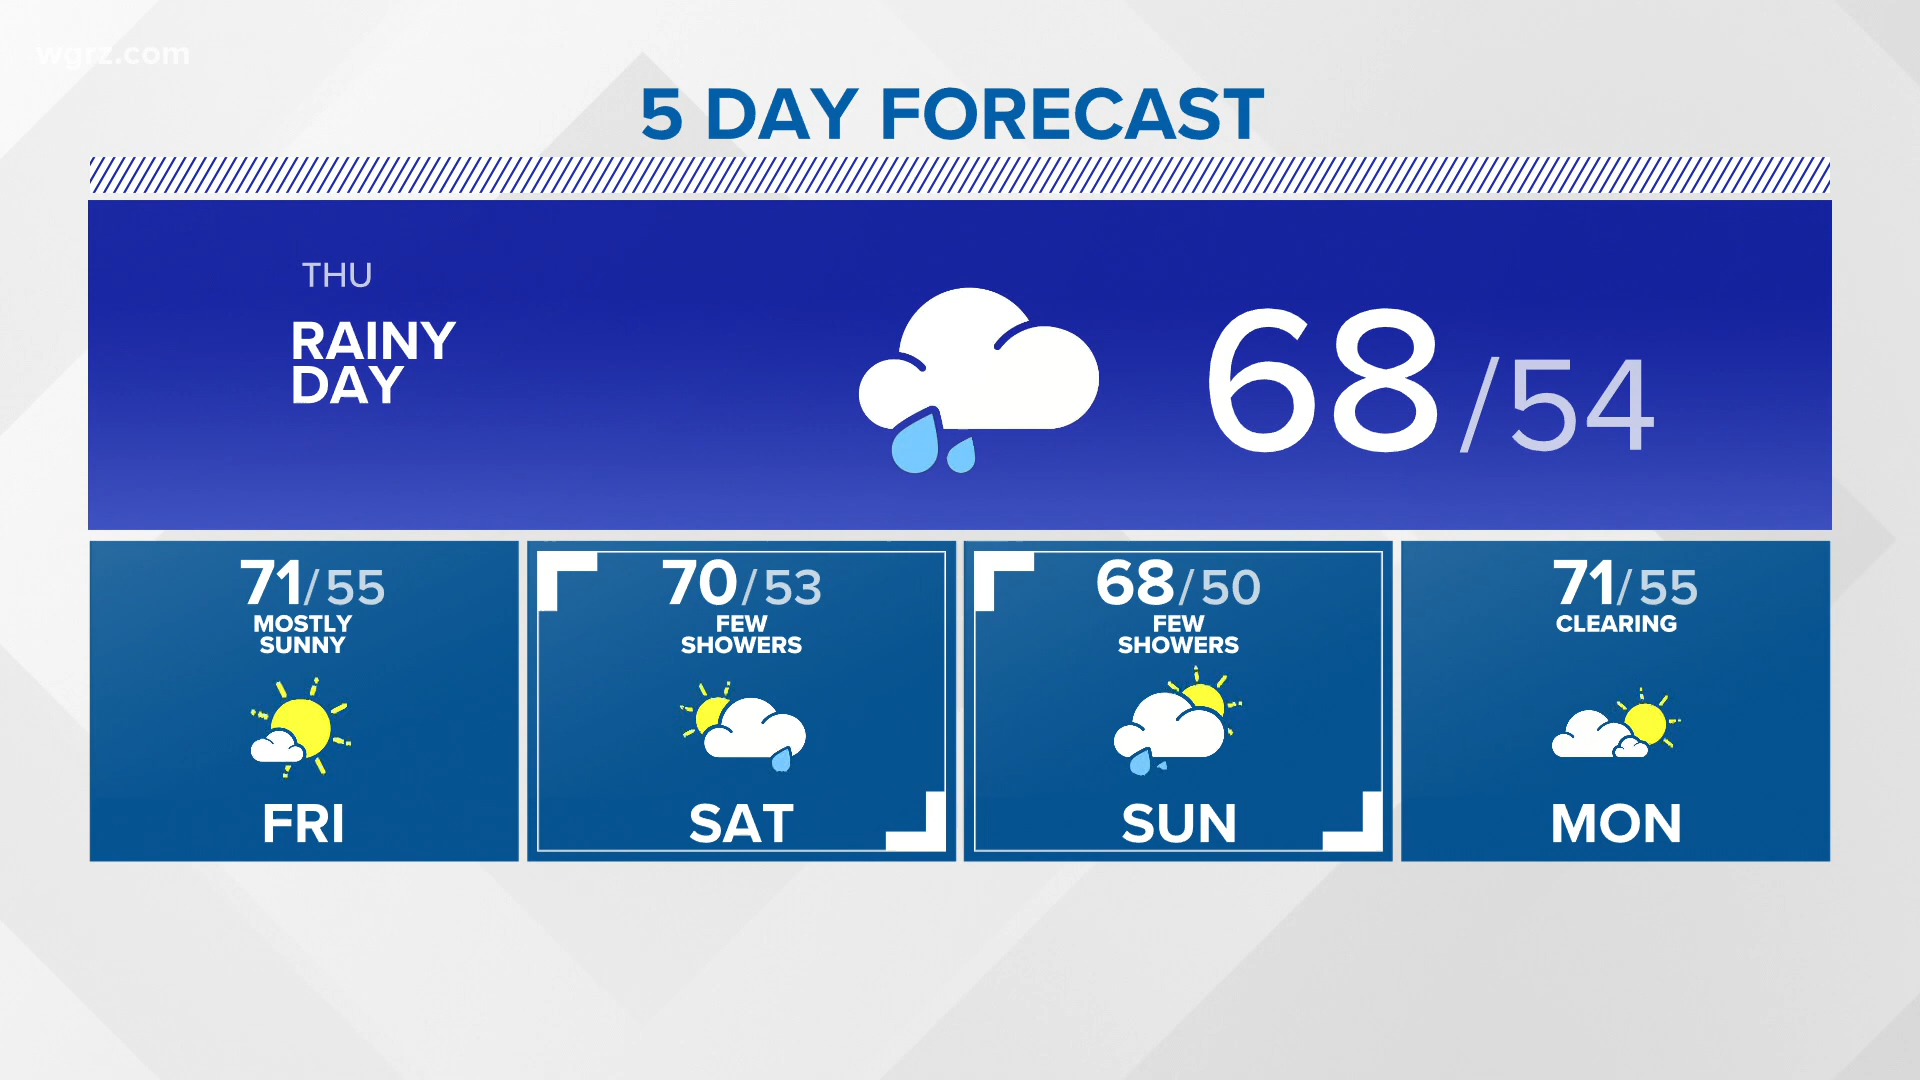 wgrz.com
5 DAY FORECAST
THU
RAINY
DAY
68/54
71/55
MOSTLY
SUNNY
FRI
70/53
FEW
SHOWERS
SAT
68/50
FEW
SHOWERS
SUN
71/55
CLEARING
MON